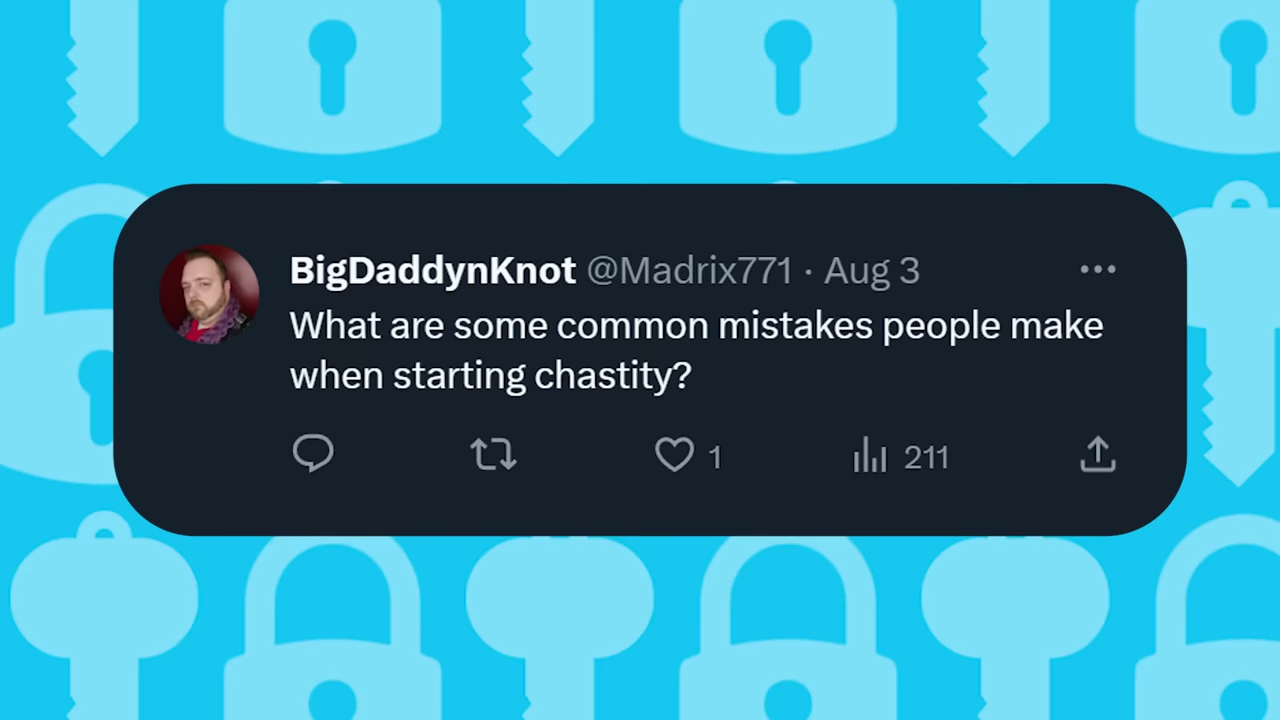 BigDaddynKnot @Madrix771 · Aug 3
What are some common mistakes people make
when starting chastity?
1 211